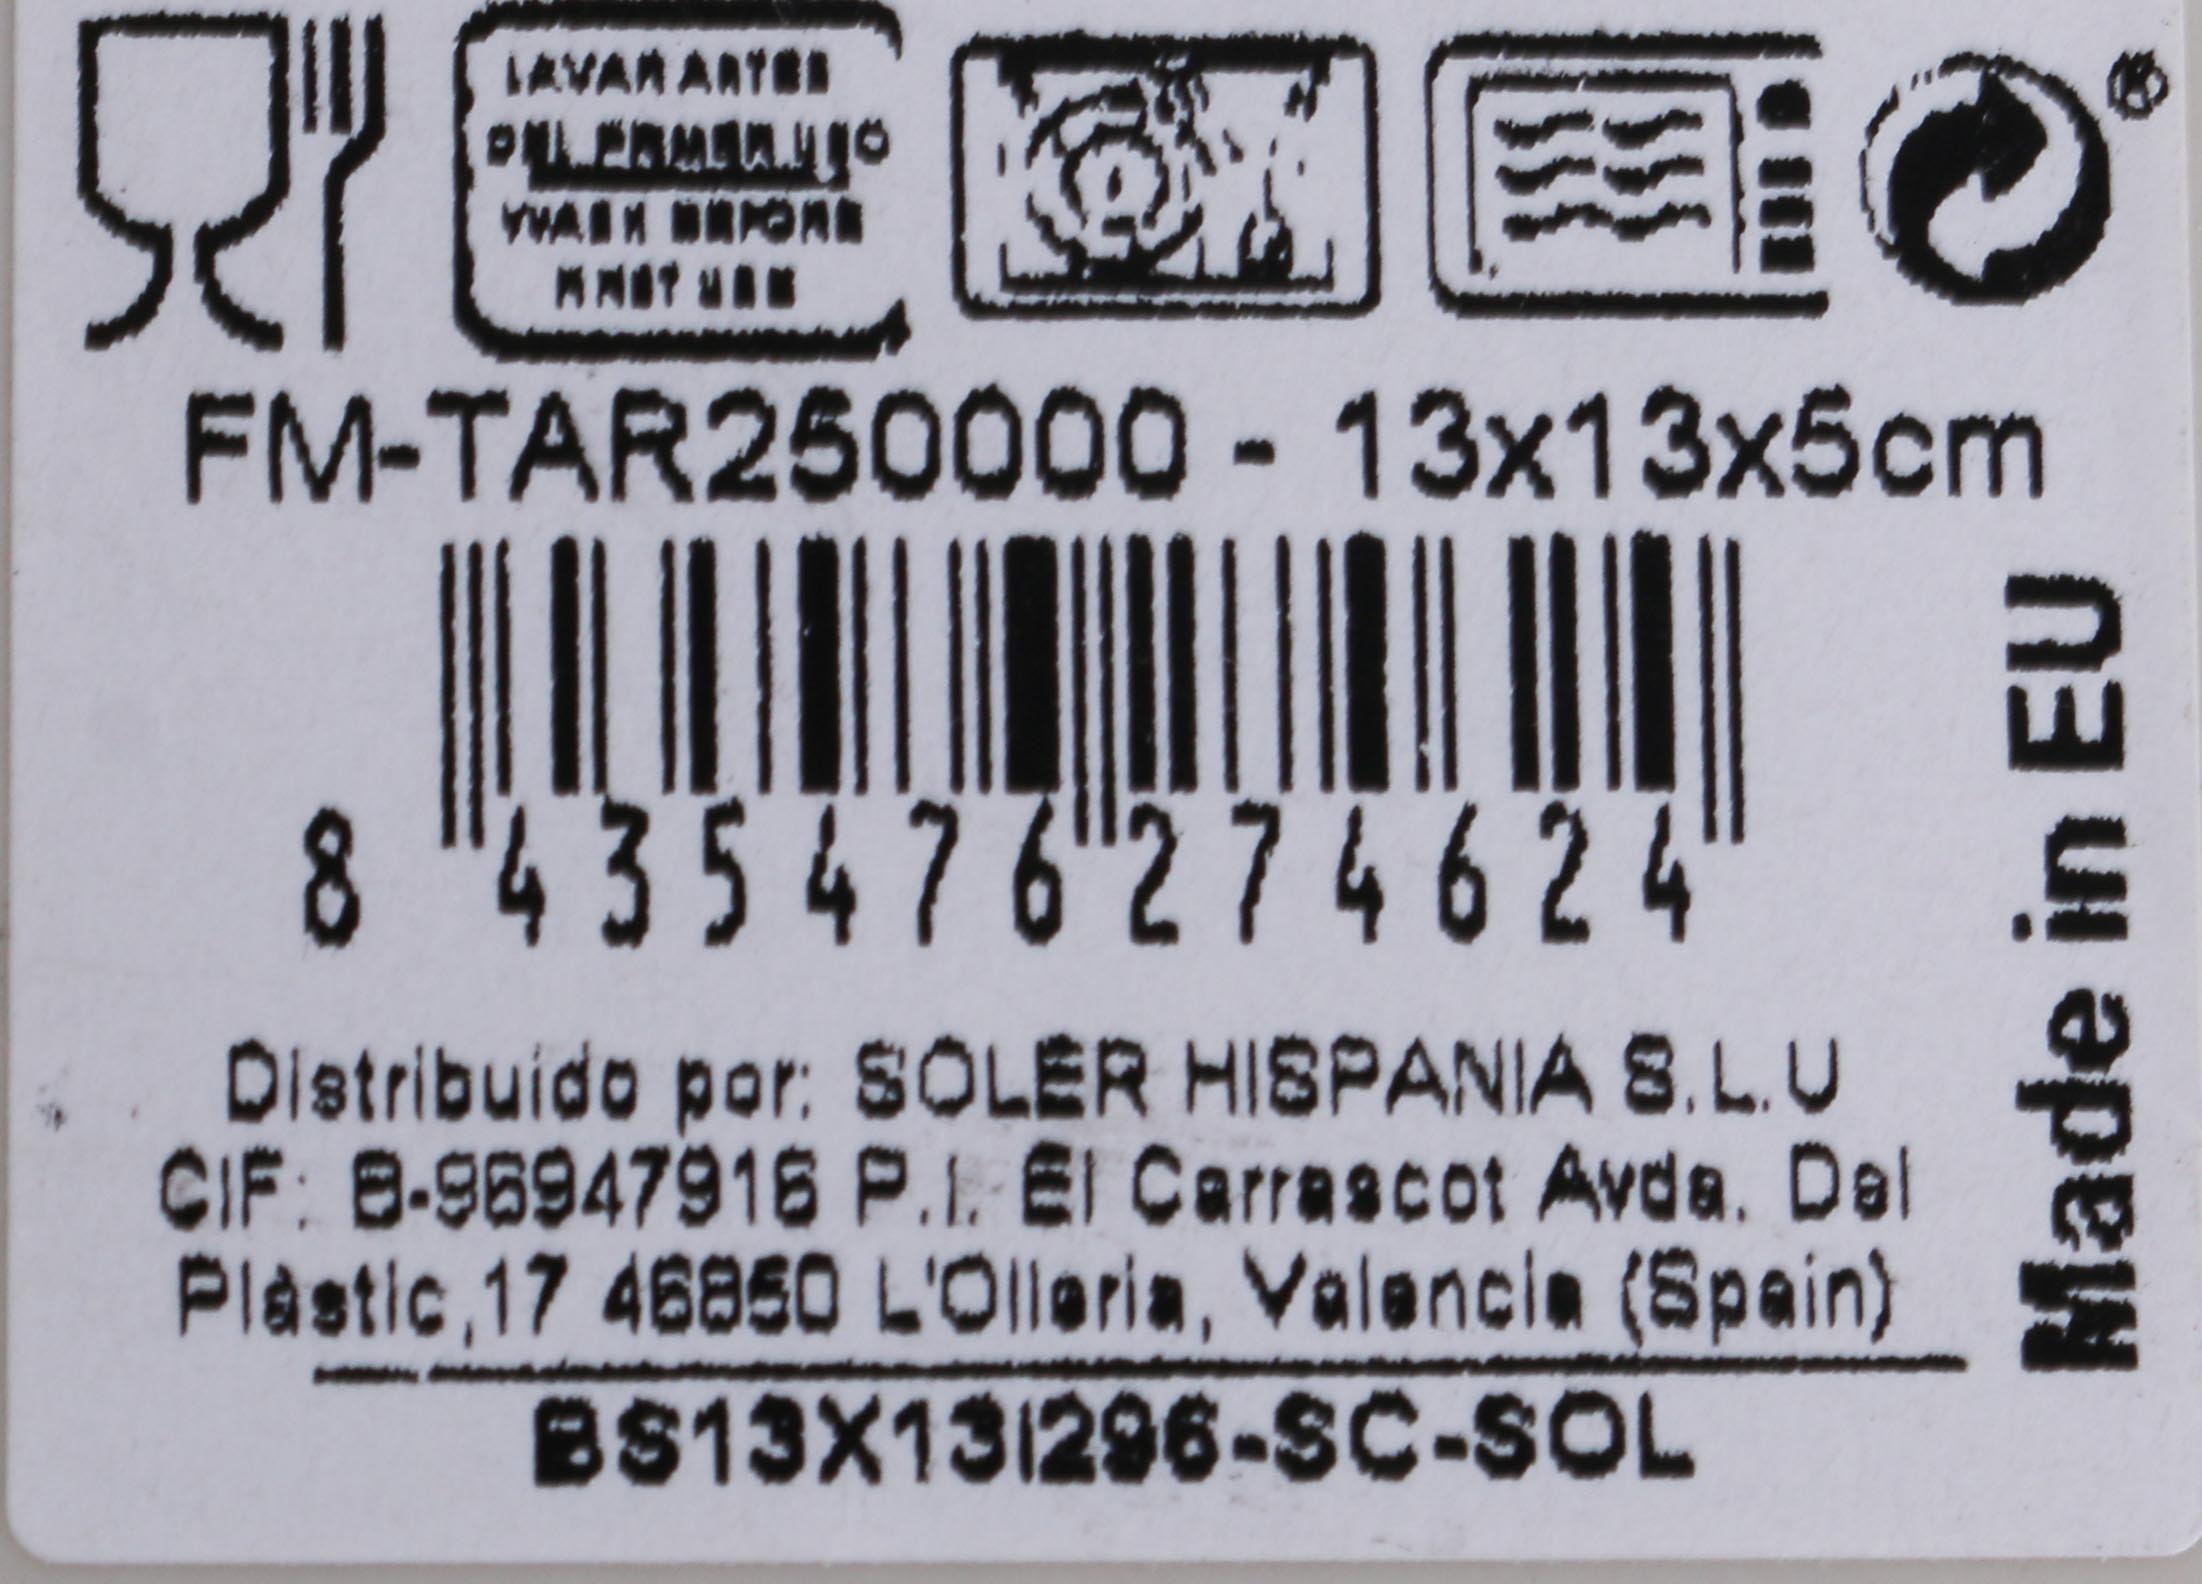 LAVAR ANTES
DEL PRIMER USO
WASH BEFORE
FIRST USE
®
FM-TAR250000 - 13x13x5cm
8 435476 274624
Made in EU
Distribuido por: SOLER HISPANIA S.L.U
CIF: B-96947916 P.I. El Carrascot Avda. Del
Plàstic,17 46850 L'Olleria, Valencia (Spain)
BS13X13I296-SC-SOL